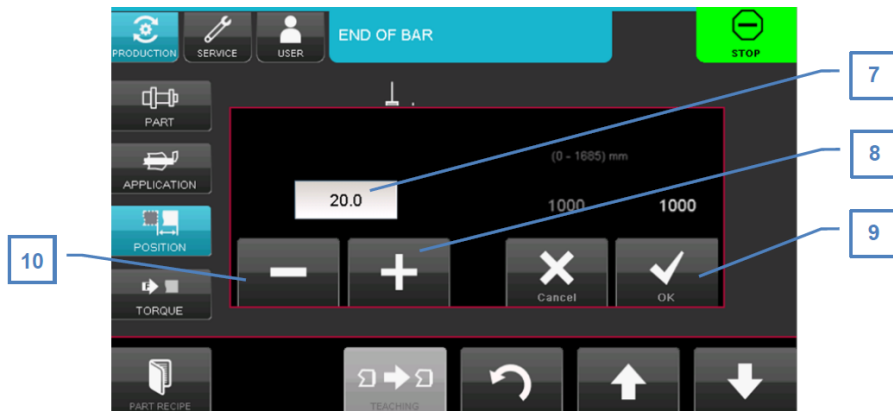 PRODUCTION
SERVICE
USER
END OF BAR
STOP
7
PART
8
(0 - 1685) mm
APPLICATION
20.0
1000
1000
9
POSITION
10
Cancel
OK
TORQUE
PART RECIPE
TEACHING